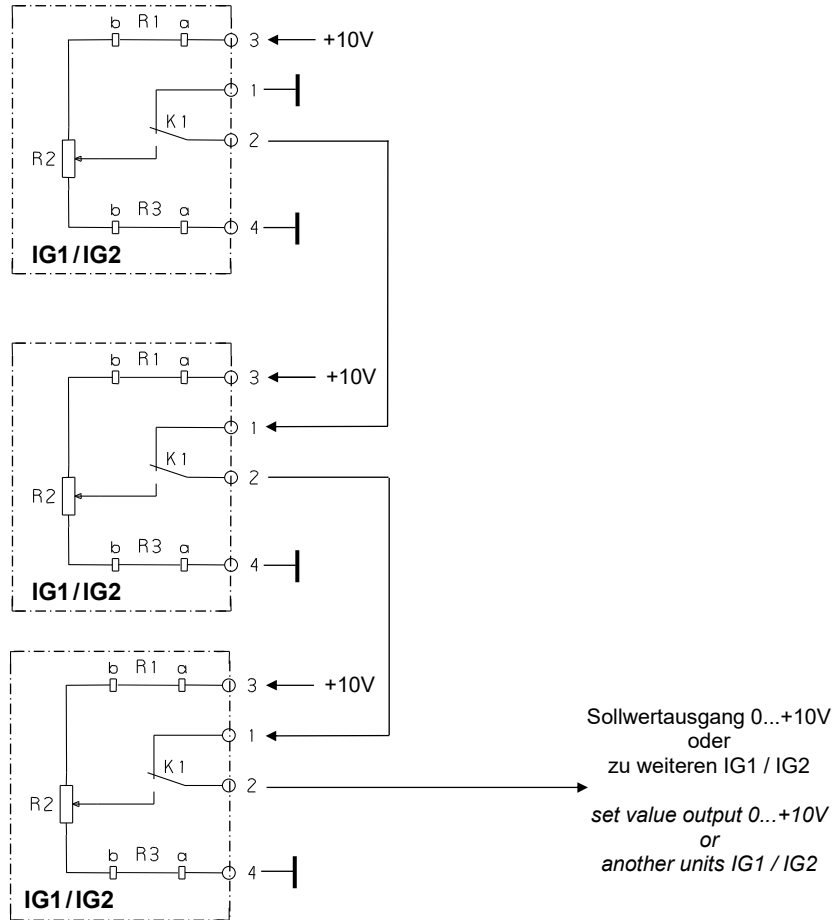 b R1 a
3 +10V
1
K1
2
R2
b R3 a
4
IG1/IG2
b R1 a
3 +10V
1
K1
2
R2
b R3 a
4
IG1/IG2
b R1 a
3 +10V
1
K1
2
R2
b R3 a
4
IG1/IG2
Sollwertausgang 0...+10V
oder
zu weiteren IG1 / IG2
set value output 0...+10V
or
another units IG1 / IG2